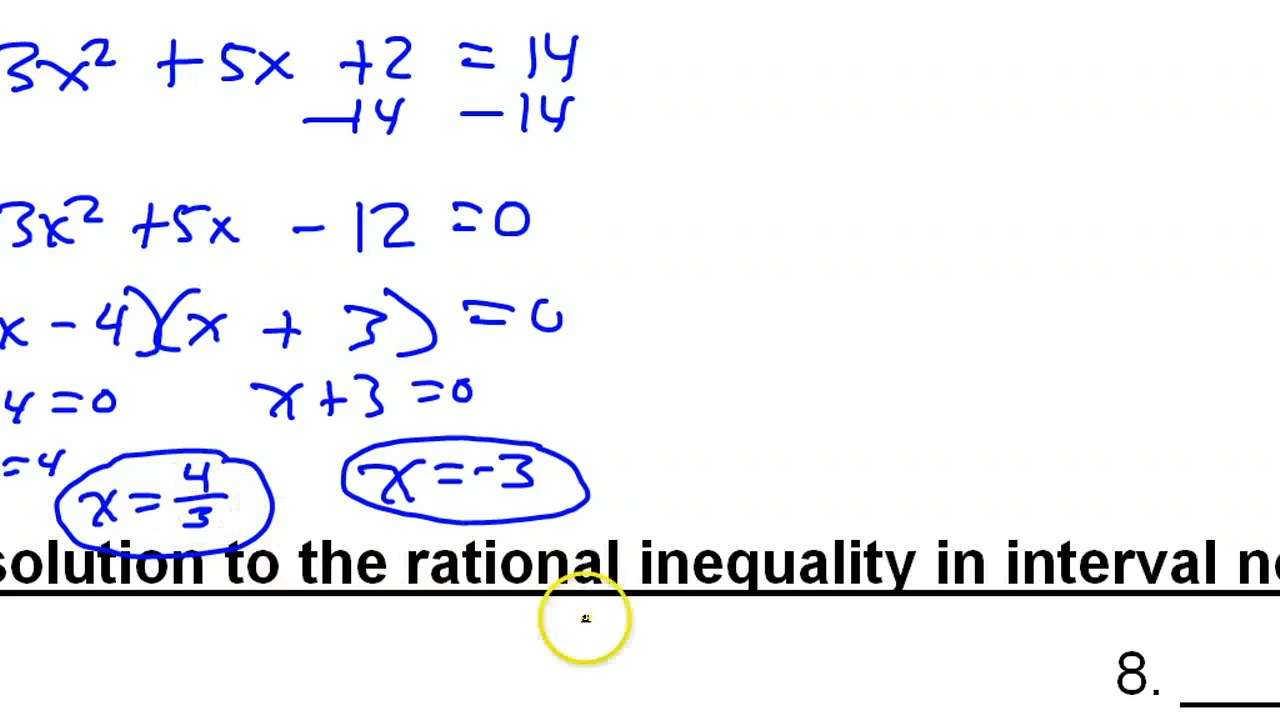 3x² + 5x + 2 = 14
-14 -14
3x² + 5x - 12 = 0
x - 4)(x + 3) = 0
4 = 0 x + 3 = 0
= 4 x = 4/3 x = -3
solution to the rational inequality in interval no
8.